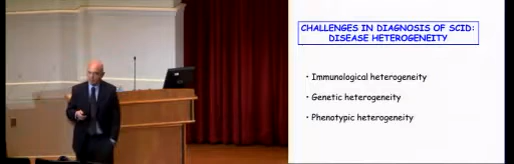 CHALLENGES IN DIAGNOSIS OF SCID:
DISEASE HETEROGENEITY
· Immunological heterogeneity
· Genetic heterogeneity
· Phenotypic heterogeneity